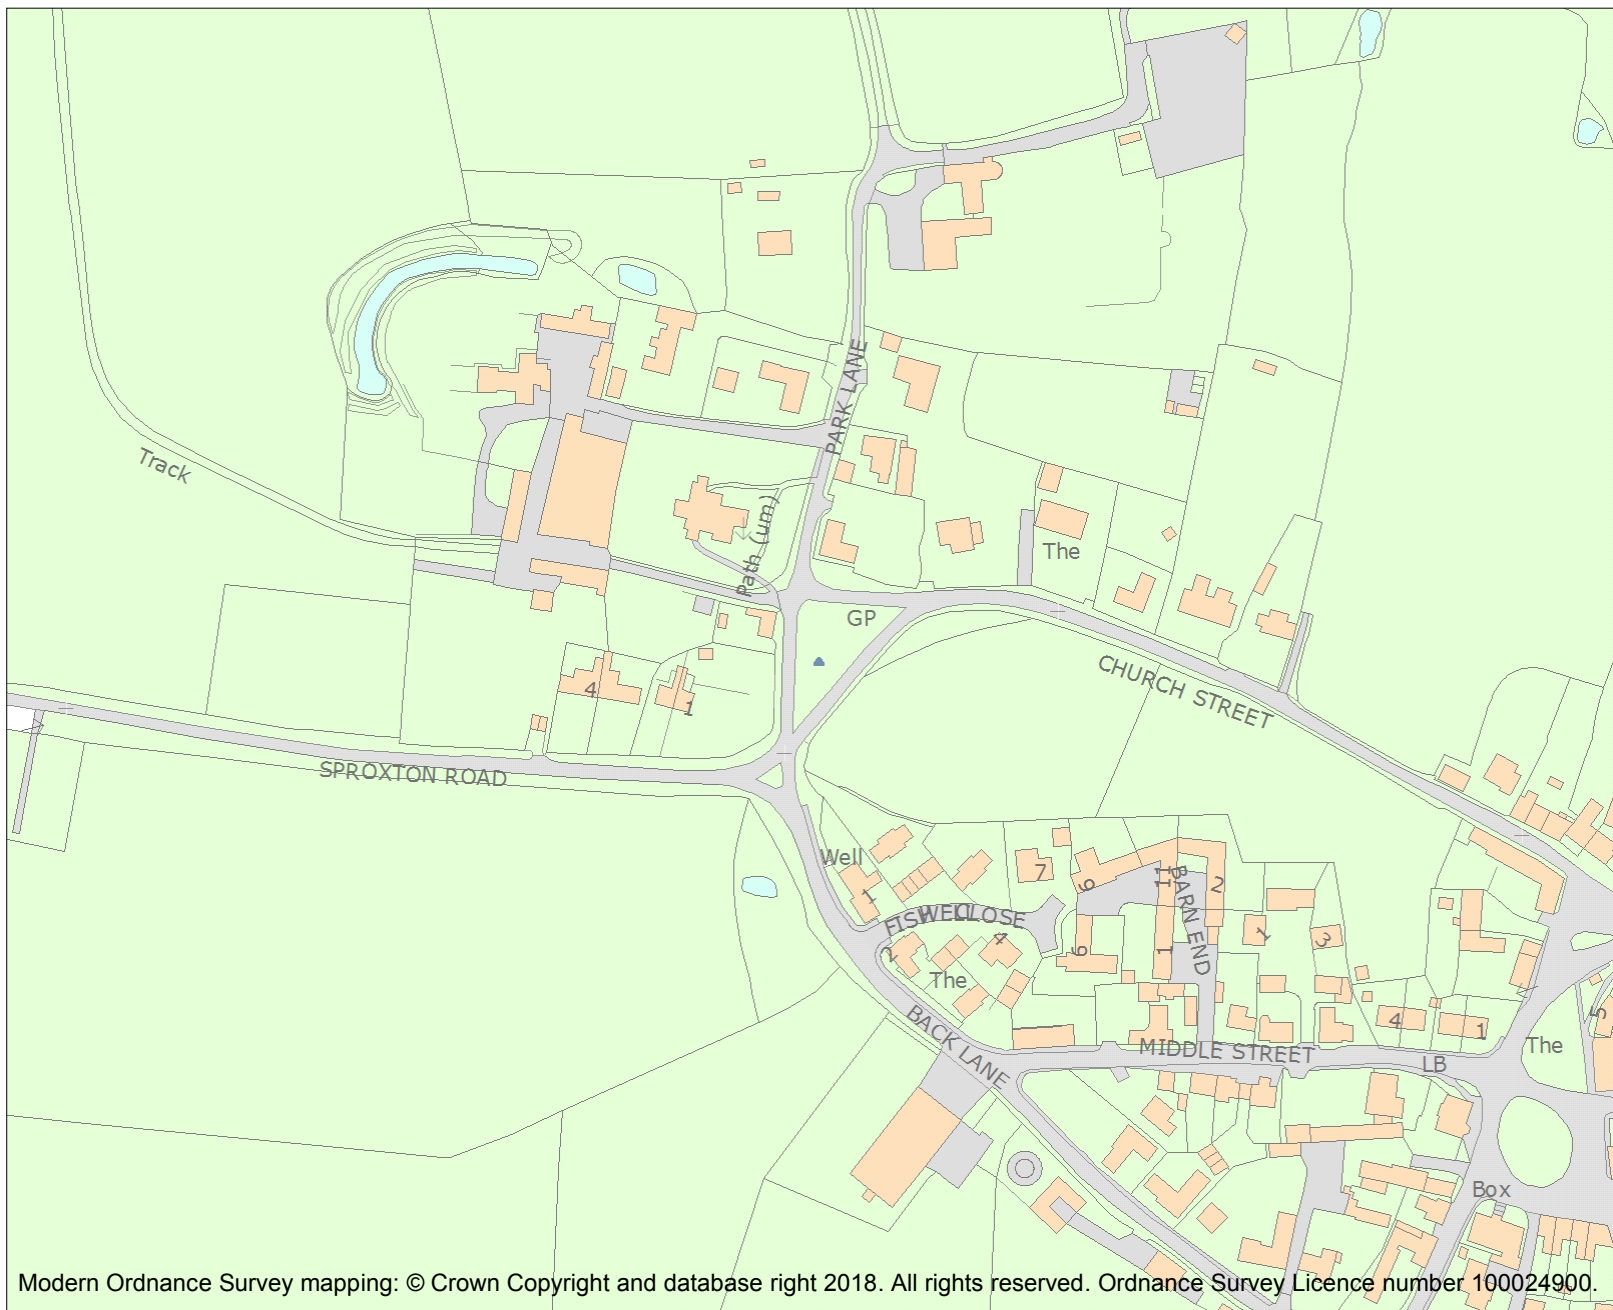 PARK LANE
Track
Path (um)
The
GP
CHURCH STREET
4
1
SPROXTON ROAD
Well
1
7
9
11
BARN END
2
FISHWELL CLOSE
2
4
6
1
1
3
The
BACK LANE
MIDDLE STREET
4
1
LB
The
5
Box
Modern Ordnance Survey mapping: © Crown Copyright and database right 2018. All rights reserved. Ordnance Survey Licence number 100024900.